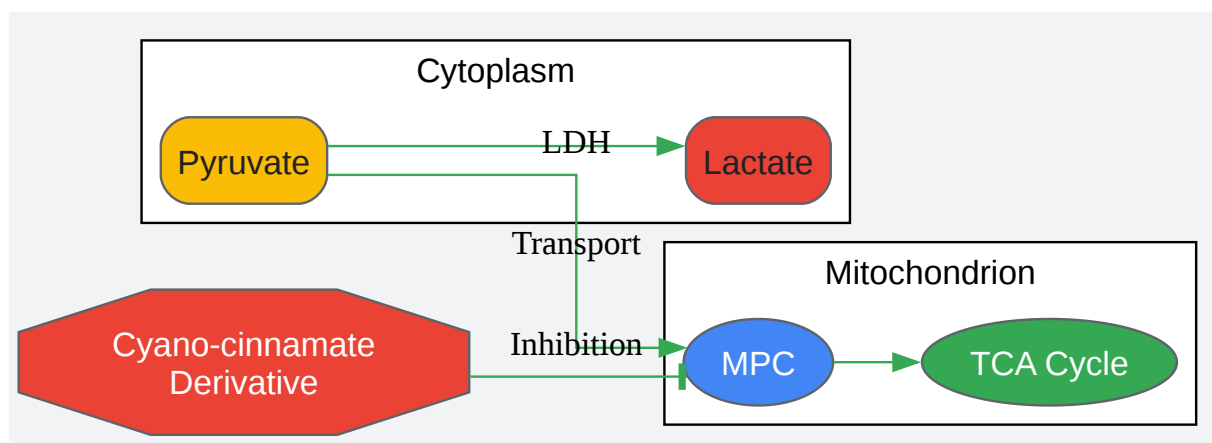 Cytoplasm
Pyruvate
LDH
Lactate
Transport
Mitochondrion
Cyano-cinnamate
Derivative
Inhibition
MPC
TCA Cycle